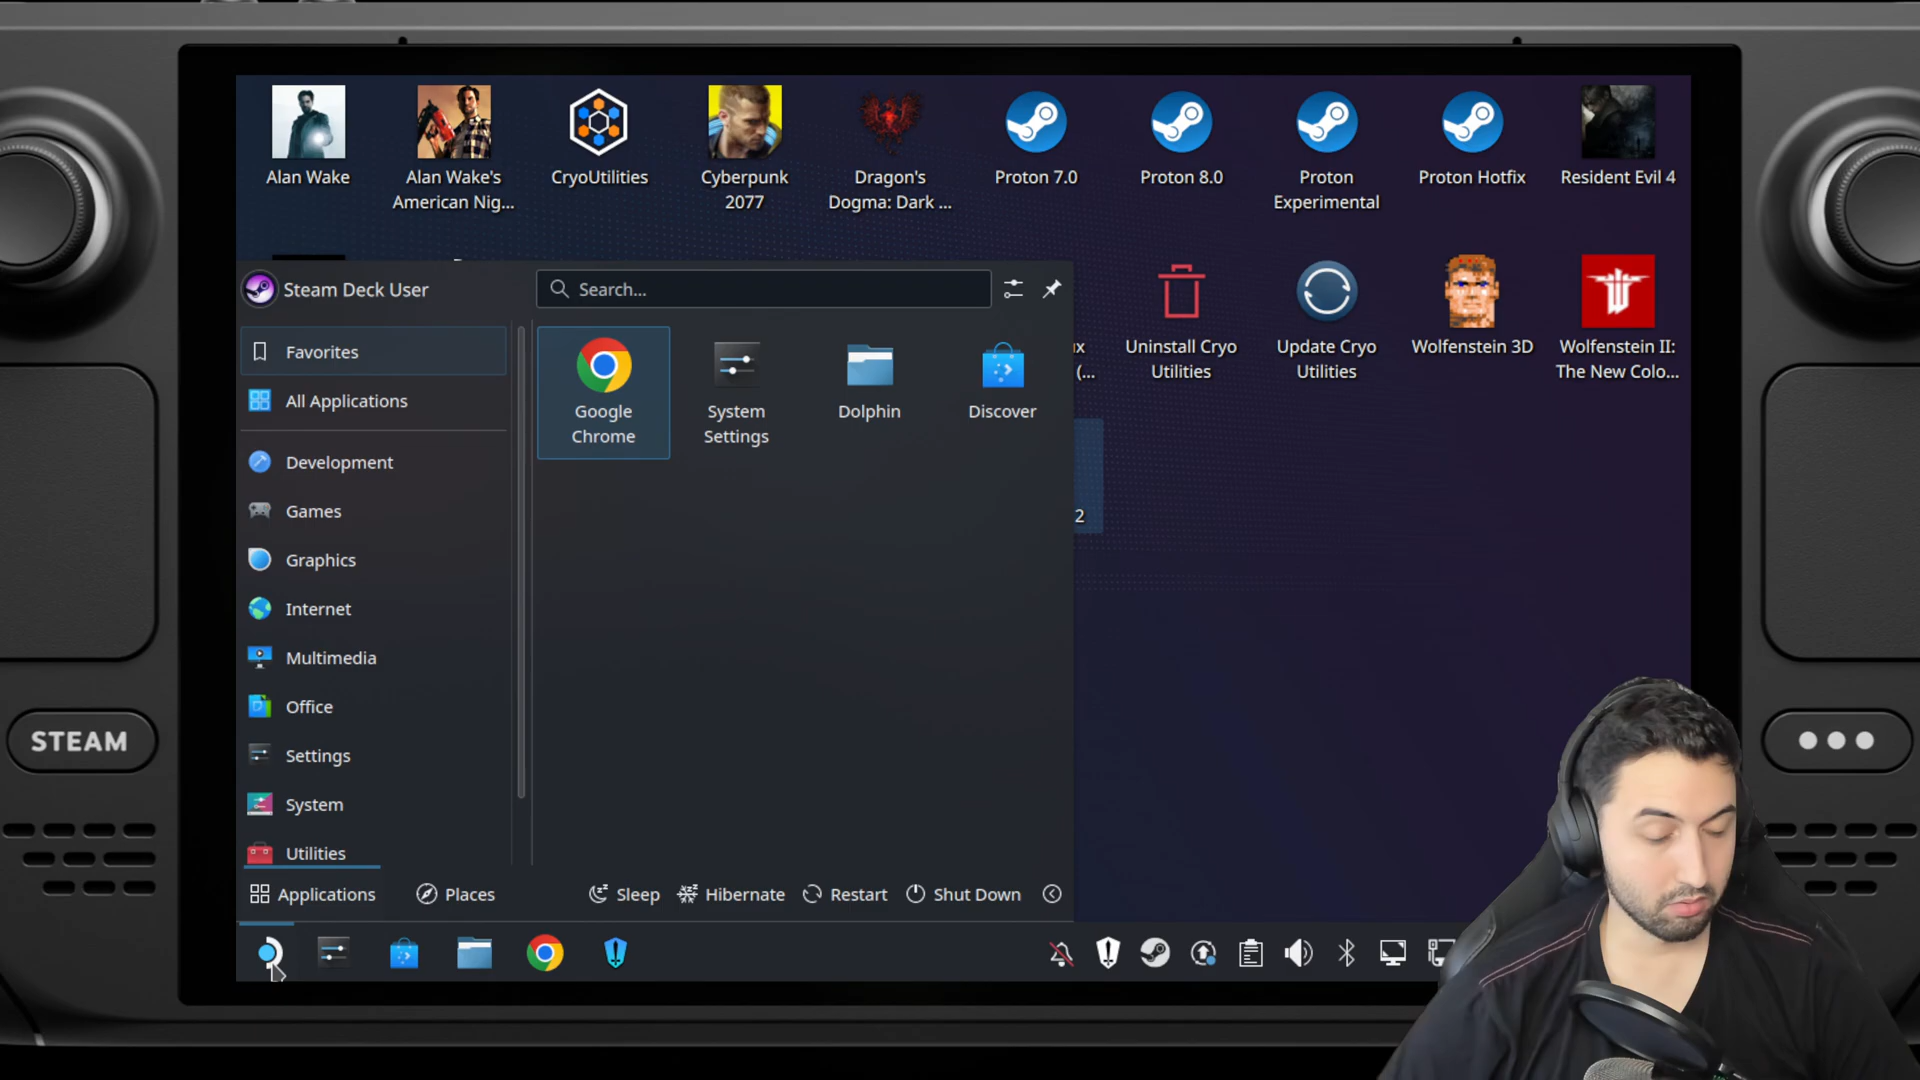 Alan Wake
Alan Wake's
American Nig...
CryoUtilities
Cyberpunk
2077
Dragon's
Dogma: Dark ...
Proton 7.0
Proton 8.0
Proton
Experimental
Proton Hotfix
Resident Evil 4
Steam Deck User
Search...
Favorites
All Applications
Development
Games
Graphics
Internet
Multimedia
Office
Settings
System
Utilities
Google
Chrome
System
Settings
Dolphin
Discover
ux
(...
Uninstall Cryo
Utilities
Update Cryo
Utilities
Wolfenstein 3D
Wolfenstein II:
The New Colo...
2
STEAM
Applications
Places
Sleep
Hibernate
Restart
Shut Down